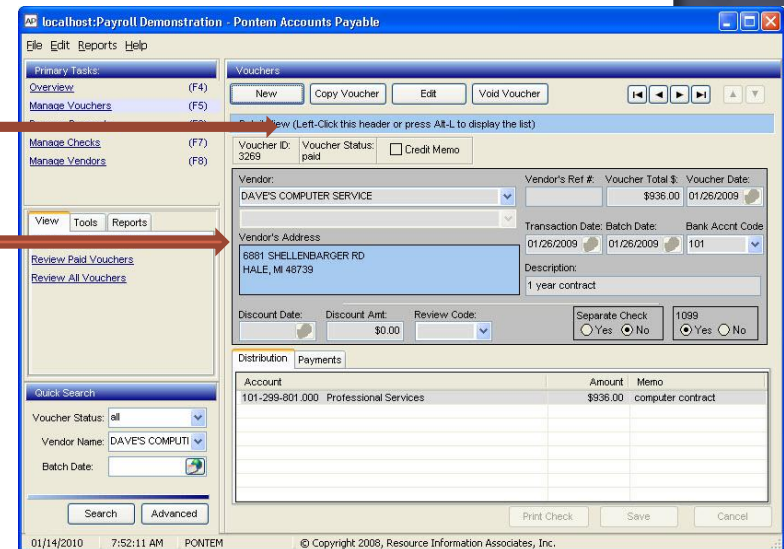 AP localhost:Payroll Demonstration - Pontem Accounts Payable
File Edit Reports Help
Primary Tasks:
Overview (F4)
Manage Vouchers (F5)
Manage Checks (F7)
Manage Vendors (F8)
View Tools Reports
Review Paid Vouchers
Review All Vouchers
Quick Search
Voucher Status: all
Vendor Name: DAVE'S COMPUTI
Batch Date:
Search Advanced
Vouchers
New Copy Voucher Edit Void Voucher
View (Left-Click this header or press Alt-L to display the list)
Voucher ID: Voucher Status: Credit Memo
3269 paid
Vendor: Vendor's Ref #: Voucher Total $: Voucher Date:
DAVE'S COMPUTER SERVICE $936.00 01/26/2009
Transaction Date: Batch Date: Bank Accnt Code
Vendor's Address 01/26/2009 01/26/2009 101
6881 SHELLENBARGER RD
HALE, MI 48739
Description:
1 year contract
Discount Date: Discount Amt: Review Code: Separate Check 1099
$0.00 Yes No Yes No
Distribution Payments
Account Amount Memo
101-299-801.000 Professional Services $936.00 computer contract
Print Check Save Cancel
01/14/2010 7:52:11 AM PONTEM © Copyright 2008, Resource Information Associates, Inc.